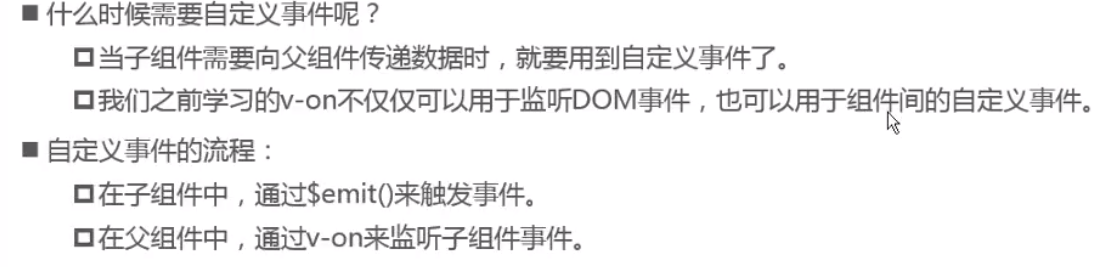 ■ 什么时候需要自定义事件呢？
当子组件需要向父组件传递数据时，就要用到自定义事件了。
我们之前学习的v-on不仅仅可以用于监听DOM事件，也可以用于组件间的自定义事件。
■ 自定义事件的流程：
在子组件中，通过$emit()来触发事件。
在父组件中，通过v-on来监听子组件事件。